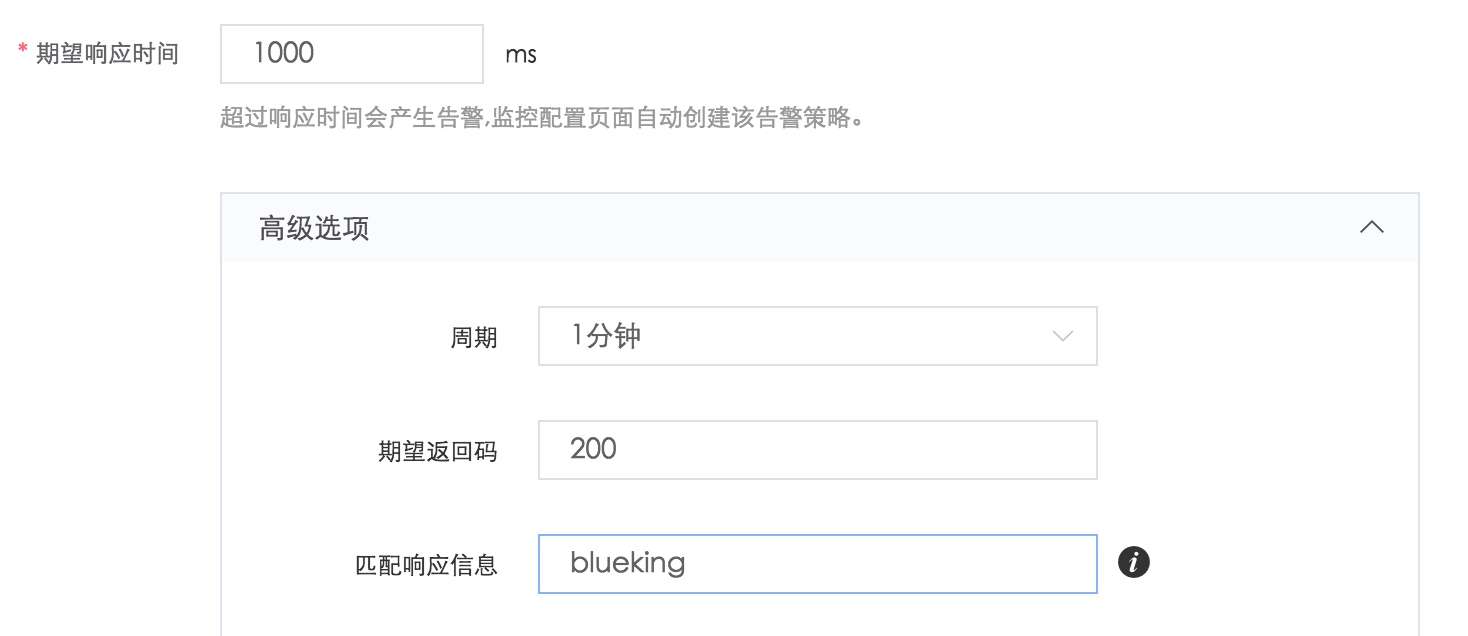 * 期望响应时间 1000 ms
超过响应时间会产生告警,监控配置页面自动创建该告警策略。
高级选项
周期 1分钟
期望返回码 200
匹配响应信息 blueking i